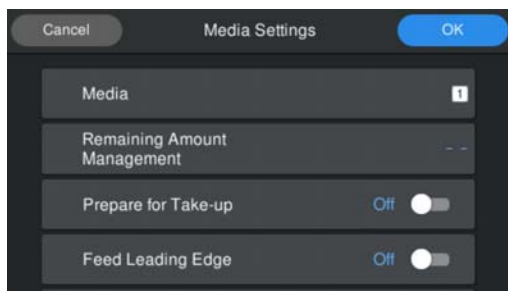 Cancel Media Settings OK
Media 1
Remaining Amount
Management - -
Prepare for Take-up Off
Feed Leading Edge Off